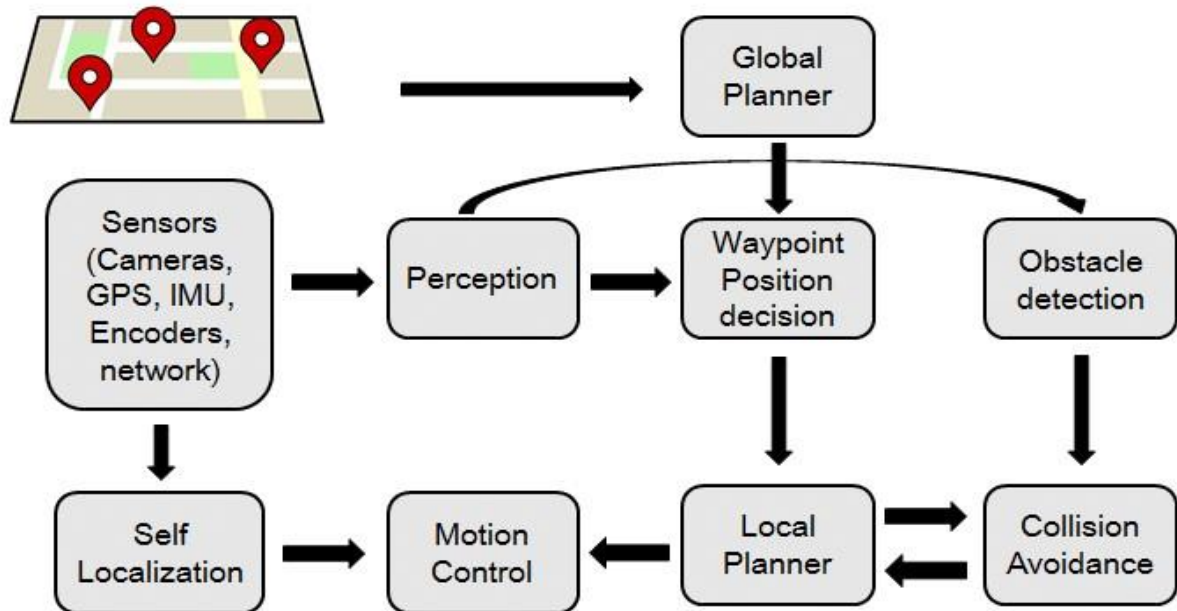 Global
Planner
Sensors
(Cameras,
GPS, IMU,
Encoders,
network)
Perception
Waypoint
Position
decision
Obstacle
detection
Self
Localization
Motion
Control
Local
Planner
Collision
Avoidance